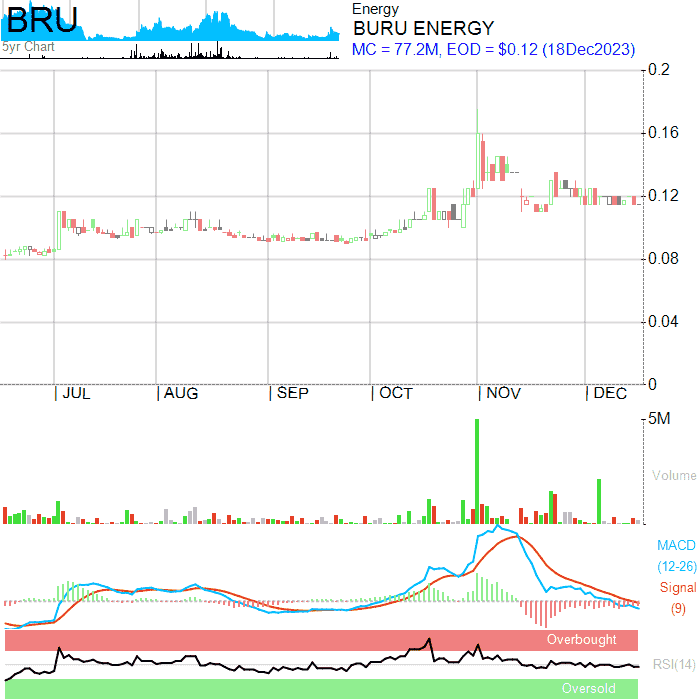 BRU
5yr Chart
Energy
BURU ENERGY
MC = 77.2M, EOD = $0.12 (18Dec2023)
0.2
0.16
0.12
0.08
0.04
0
JUL AUG SEP OCT NOV DEC
5M
Volume
MACD
(12-26)
Signal
(9)
Overbought
RSI(14)
Oversold